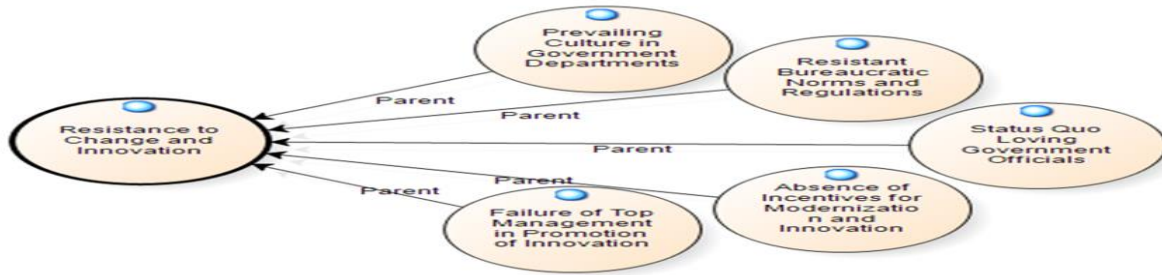 Prevailing
Culture in
Government
Departments
Resistant
Bureaucratic
Norms and
Regulations
Parent
Parent
Resistance to
Change and
Innovation
Status Quo
Loving
Government
Officials
Parent
Parent
Parent
Absence of
Incentives for
Modernizatio
n and
Innovation
Failure of Top
Management
in Promotion
of Innovation